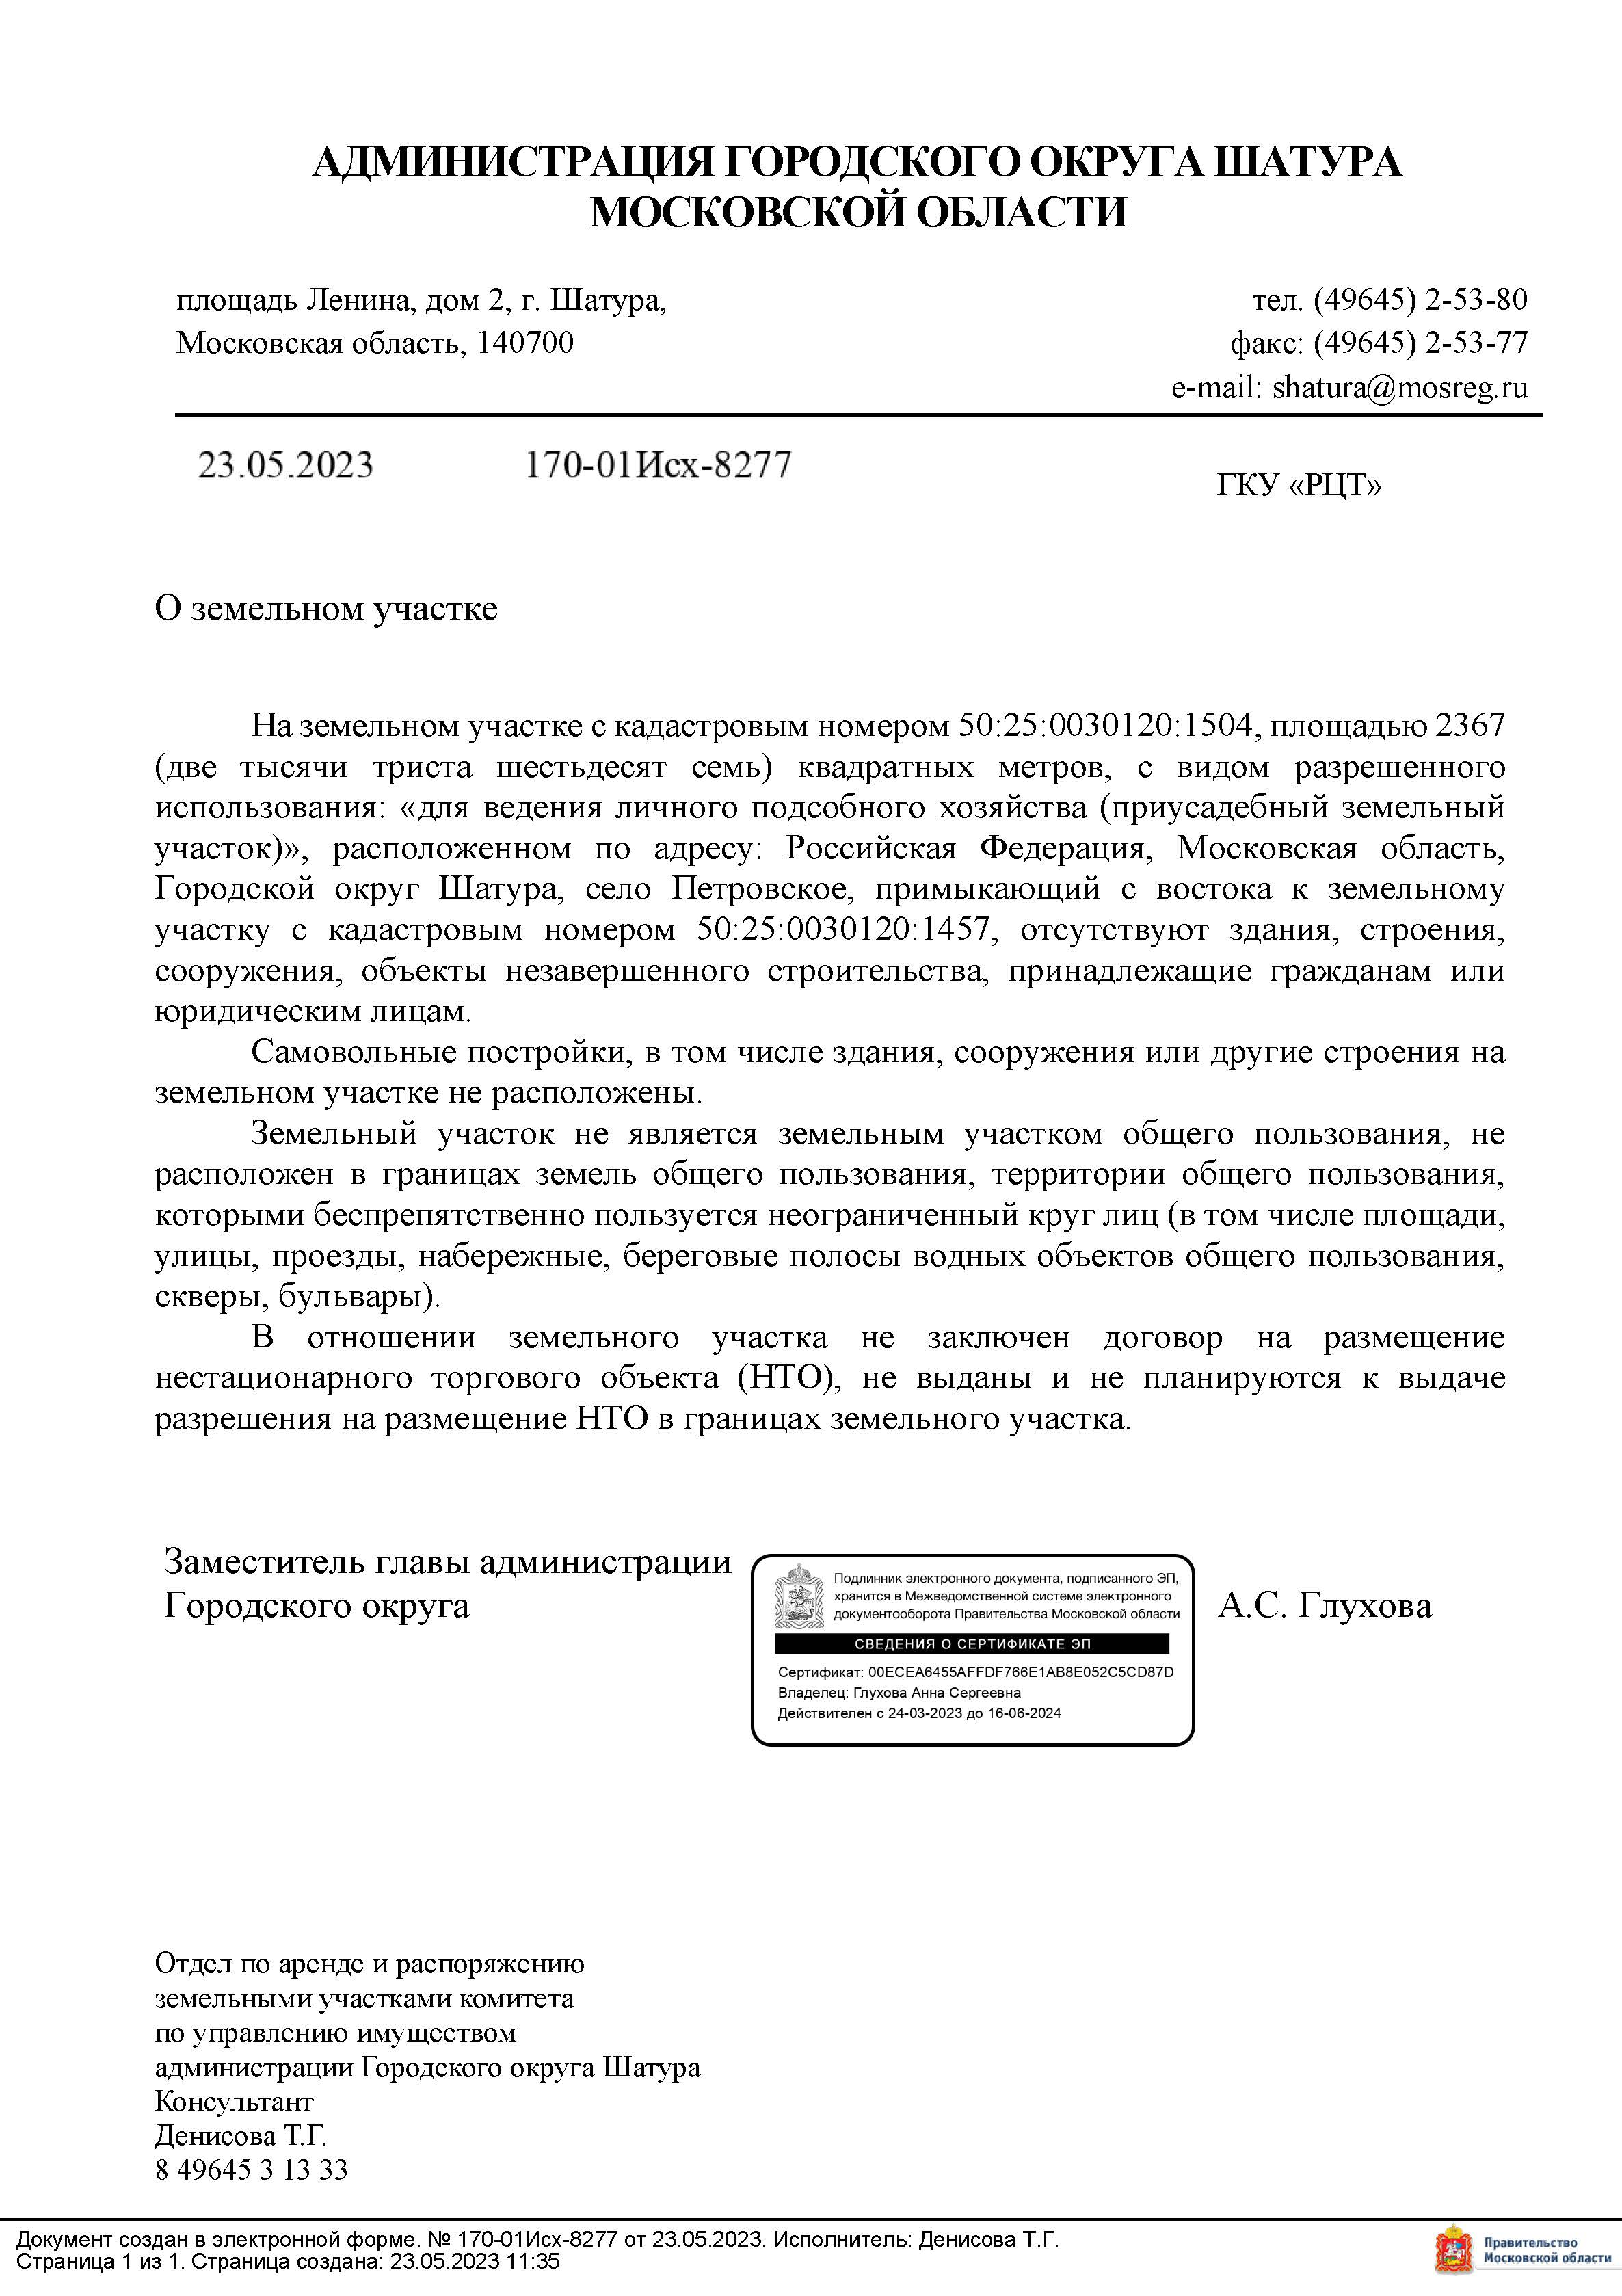 АДМИНИСТРАЦИЯ ГОРОДСКОГО ОКРУГА ШАТУРА
МОСКОВСКОЙ ОБЛАСТИ
площадь Ленина, дом 2, г. Шатура,
Московская область, 140700
тел. (49645) 2-53-80
факс: (49645) 2-53-77
e-mail: shatura@mosreg.ru
23.05.2023 170-01Исх-8277
ГКУ «РЦТ»
О земельном участке
На земельном участке с кадастровым номером 50:25:0030120:1504, площадью 2367
(две тысячи триста шестьдесят семь) квадратных метров, с видом разрешенного
использования: «для ведения личного подсобного хозяйства (приусадебный земельный
участок)», расположенном по адресу: Российская Федерация, Московская область,
Городской округ Шатура, село Петровское, примыкающий с востока к земельному
участку с кадастровым номером 50:25:0030120:1457, отсутствуют здания, строения,
сооружения, объекты незавершенного строительства, принадлежащие гражданам или
юридическим лицам.
Самовольные постройки, в том числе здания, сооружения или другие строения на
земельном участке не расположены.
Земельный участок не является земельным участком общего пользования, не
расположен в границах земель общего пользования, территории общего пользования,
которыми беспрепятственно пользуется неограниченный круг лиц (в том числе площади,
улицы, проезды, набережные, береговые полосы водных объектов общего пользования,
скверы, бульвары).
В отношении земельного участка не заключен договор на размещение
нестационарного торгового объекта (НТО), не выданы и не планируются к выдаче
разрешения на размещение НТО в границах земельного участка.
Заместитель главы администрации
Городского округа
Подлинник электронного документа, подписанного ЭП,
хранится в Межведомственной системе электронного
документооборота Правительства Московской области
СВЕДЕНИЯ О СЕРТИФИКАТЕ ЭП
Сертификат: 00ECEA6455AFFDF766E1AB8E052C5CD87D
Владелец: Глухова Анна Сергеевна
Действителен с 24-03-2023 до 16-06-2024
А.С. Глухова
Отдел по аренде и распоряжению
земельными участками комитета
по управлению имуществом
администрации Городского округа Шатура
Консультант
Денисова Т.Г.
8 49645 3 13 33
Документ создан в электронной форме. № 170-01Исх-8277 от 23.05.2023. Исполнитель: Денисова Т.Г.
Страница 1 из 1. Страница создана: 23.05.2023 11:35
Правительство
Московской области